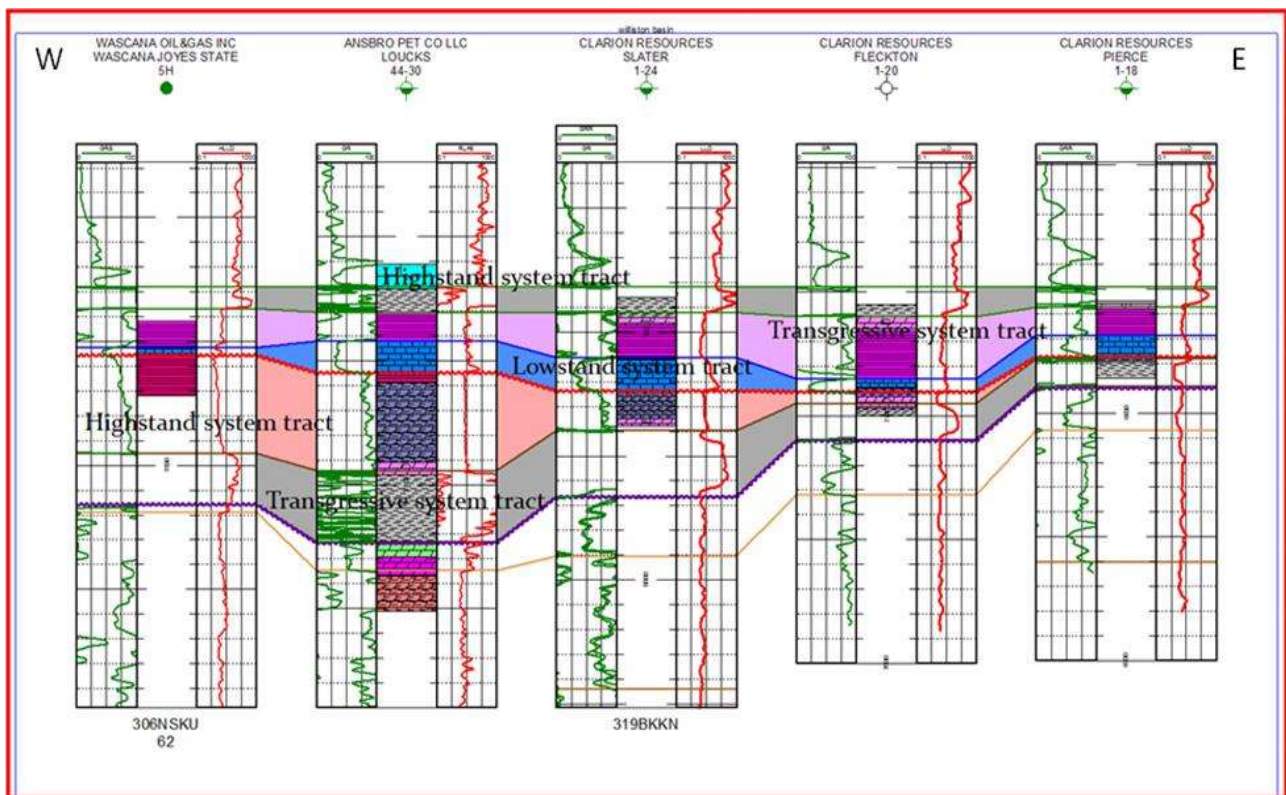 williston basin
W
WASCANA OIL&GAS INC
WASCANA JOYES STATE
5H
ANSBRO PET CO LLC
LOUCKS
44-30
CLARION RESOURCES
SLATER
1-24
CLARION RESOURCES
FLECKTON
1-20
CLARION RESOURCES
PIERCE
1-18
E
Highstand system tract
Transgressive system tract
Lowstand system tract
Highstand system tract
Transgressive system tract
306NSKU
62
319BKKN